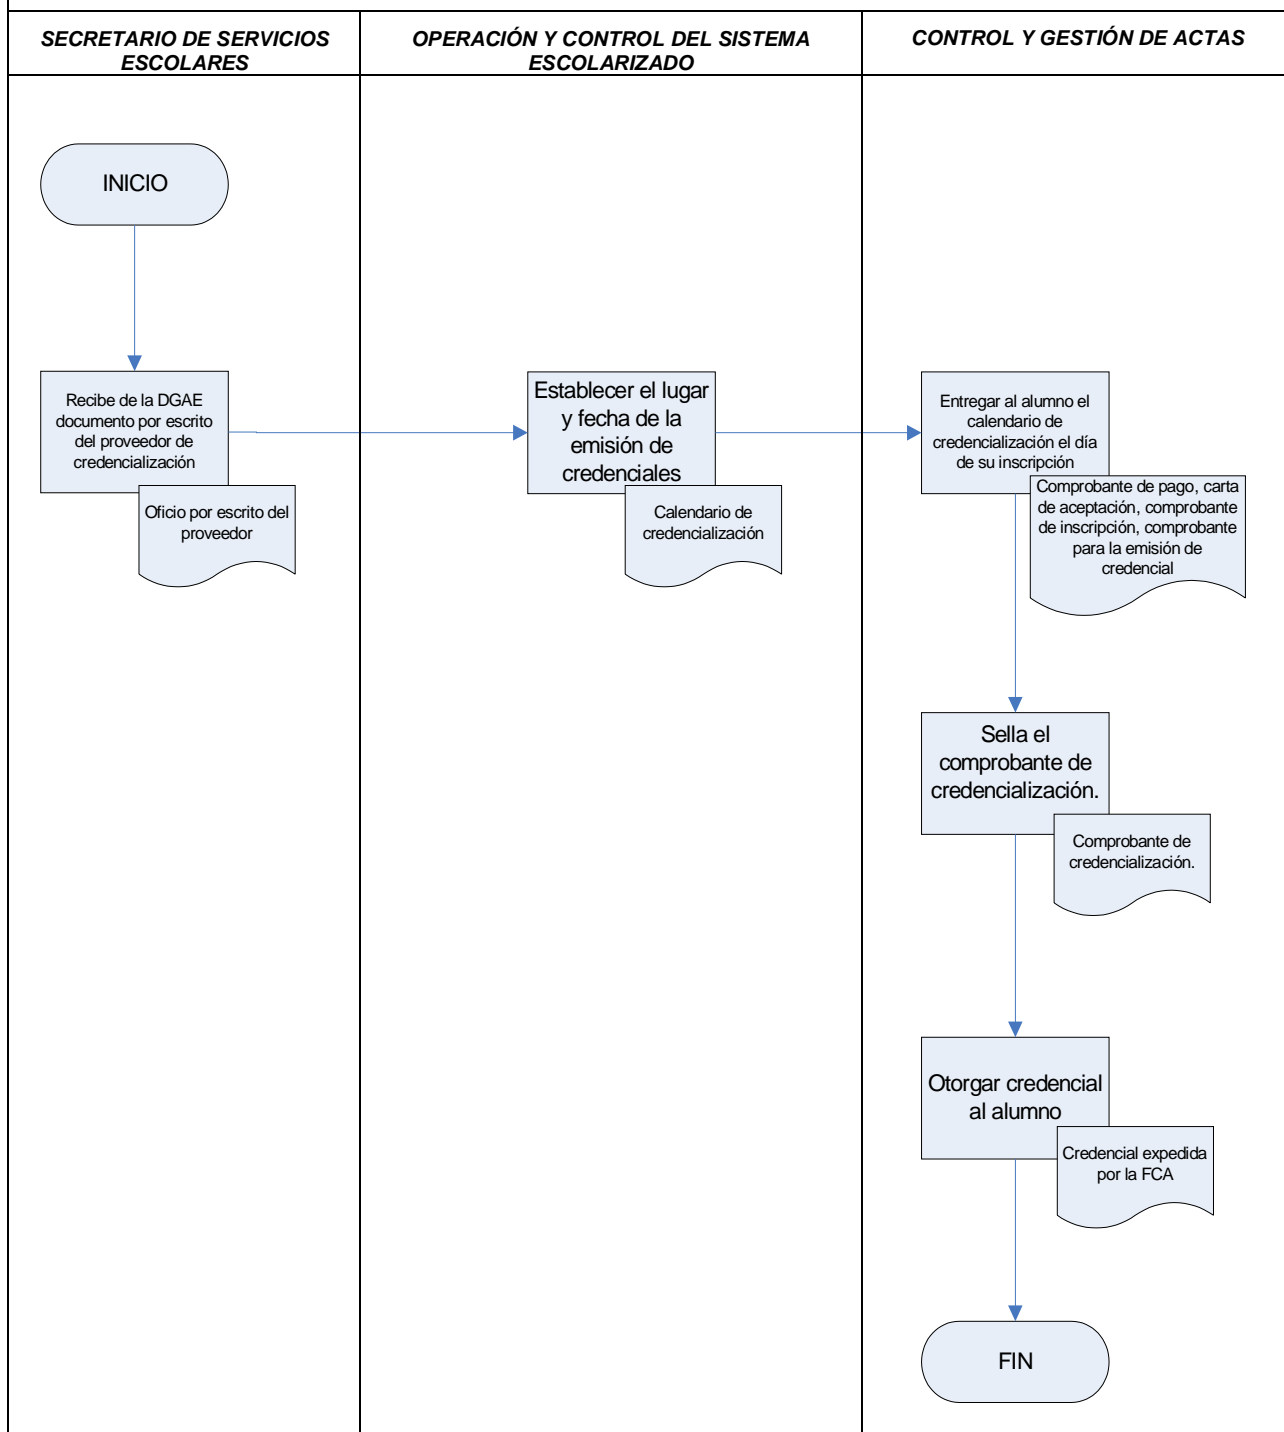 SECRETARIO DE SERVICIOS
ESCOLARES
OPERACIÓN Y CONTROL DEL SISTEMA
ESCOLARIZADO
CONTROL Y GESTIÓN DE ACTAS
INICIO
Recibe de la DGAE
documento por escrito
del proveedor de
credencialización
Oficio por escrito del
proveedor
Establecer el lugar
y fecha de la
emisión de
credenciales
Calendario de
credencialización
Entregar al alumno el
calendario de
credencialización el día
de su inscripción
Comprobante de pago, carta
de aceptación, comprobante
de inscripción, comprobante
para la emisión de
credencial
Sella el
comprobante de
credencialización.
Comprobante de
credencialización.
Otorgar credencial
al alumno
Credencial expedida
por la FCA
FIN